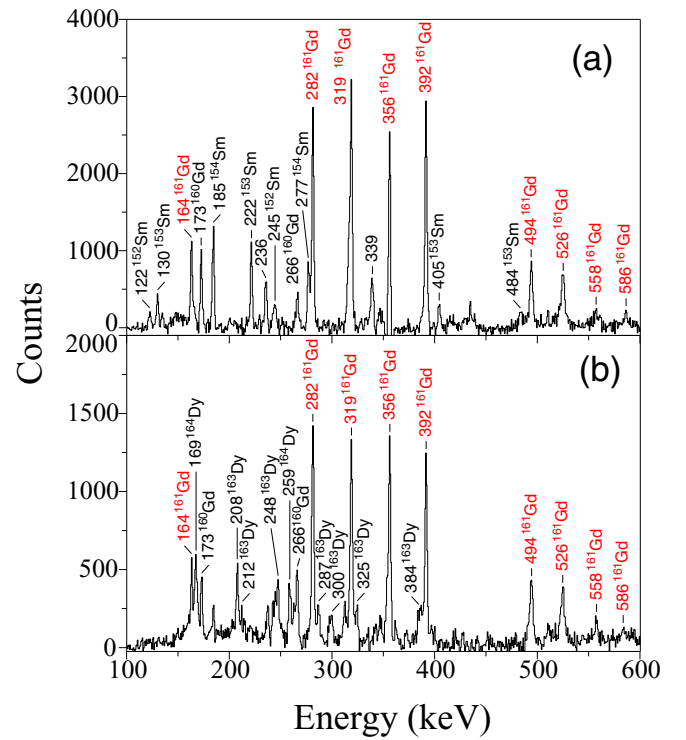 4000
3000
2000
1000
0
(a)
122 ¹⁵²Sm
130 ¹⁵³Sm
164 ¹⁶¹Gd
173 ¹⁶⁰Gd
185 ¹⁵⁴Sm
222 ¹⁵³Sm
236
245 ¹⁵²Sm
266 ¹⁶⁰Gd
277 ¹⁵⁴Sm
282 ¹⁶¹Gd
319 ¹⁶¹Gd
339
356 ¹⁶¹Gd
392 ¹⁶¹Gd
405 ¹⁵³Sm
484 ¹⁵³Sm
494 ¹⁶¹Gd
526 ¹⁶¹Gd
558 ¹⁶¹Gd
586 ¹⁶¹Gd
Counts
2000
1500
1000
500
0
(b)
164 ¹⁶¹Gd
169 ¹⁶⁴Dy
173 ¹⁶⁰Gd
208 ¹⁶³Dy
212 ¹⁶³Dy
248 ¹⁶³Dy
259 ¹⁶⁴Dy
266 ¹⁶⁰Gd
282 ¹⁶¹Gd
287 ¹⁶³Dy
300 ¹⁶³Dy
319 ¹⁶¹Gd
325 ¹⁶³Dy
356 ¹⁶¹Gd
384 ¹⁶³Dy
392 ¹⁶¹Gd
494 ¹⁶¹Gd
526 ¹⁶¹Gd
558 ¹⁶¹Gd
586 ¹⁶¹Gd
100 200 300 400 500 600
Energy (keV)